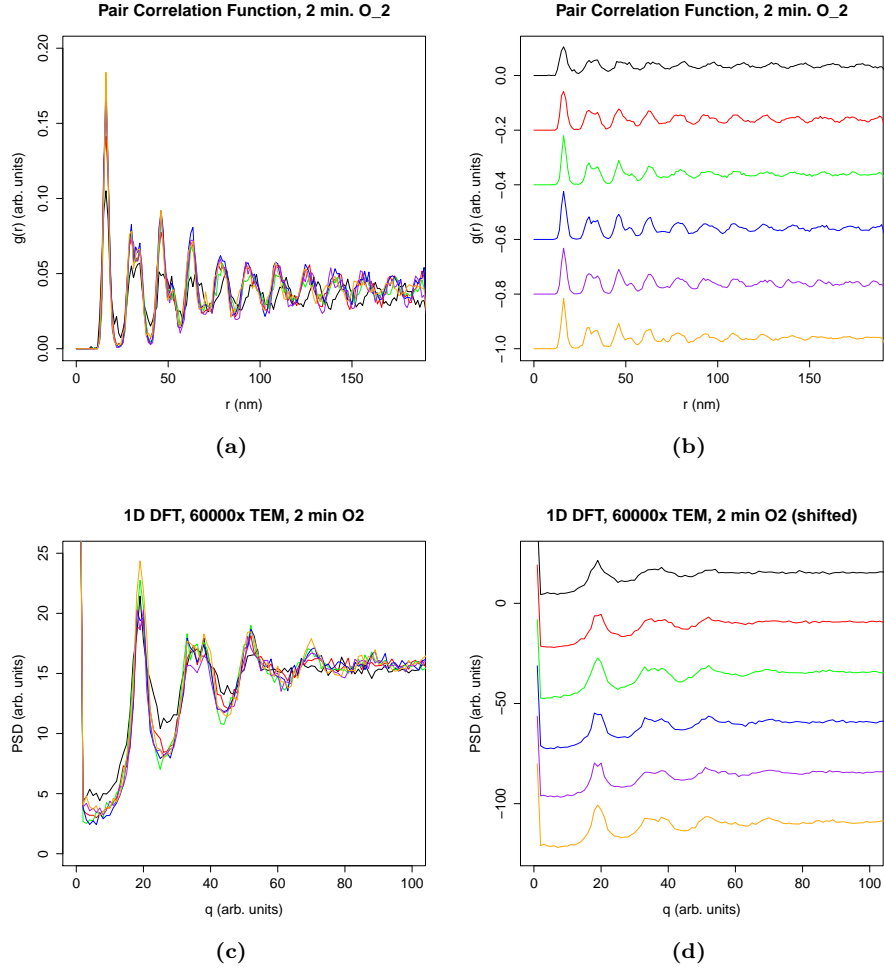 Pair Correlation Function, 2 min. O_2
g(r) (arb. units)
0.20
0.15
0.10
0.05
0.00
0
50
100
150
r (nm)
(a)
Pair Correlation Function, 2 min. O_2
g(r) (arb. units)
0.0
−0.2
−0.4
−0.6
−0.8
−1.0
0
50
100
150
r (nm)
(b)
1D DFT, 60000x TEM, 2 min O2
PSD (arb. units)
25
20
15
10
5
0
0
20
40
60
80
100
q (arb. units)
(c)
1D DFT, 60000x TEM, 2 min O2 (shifted)
PSD (arb. units)
0
−50
−100
0
20
40
60
80
100
q (arb. units)
(d)